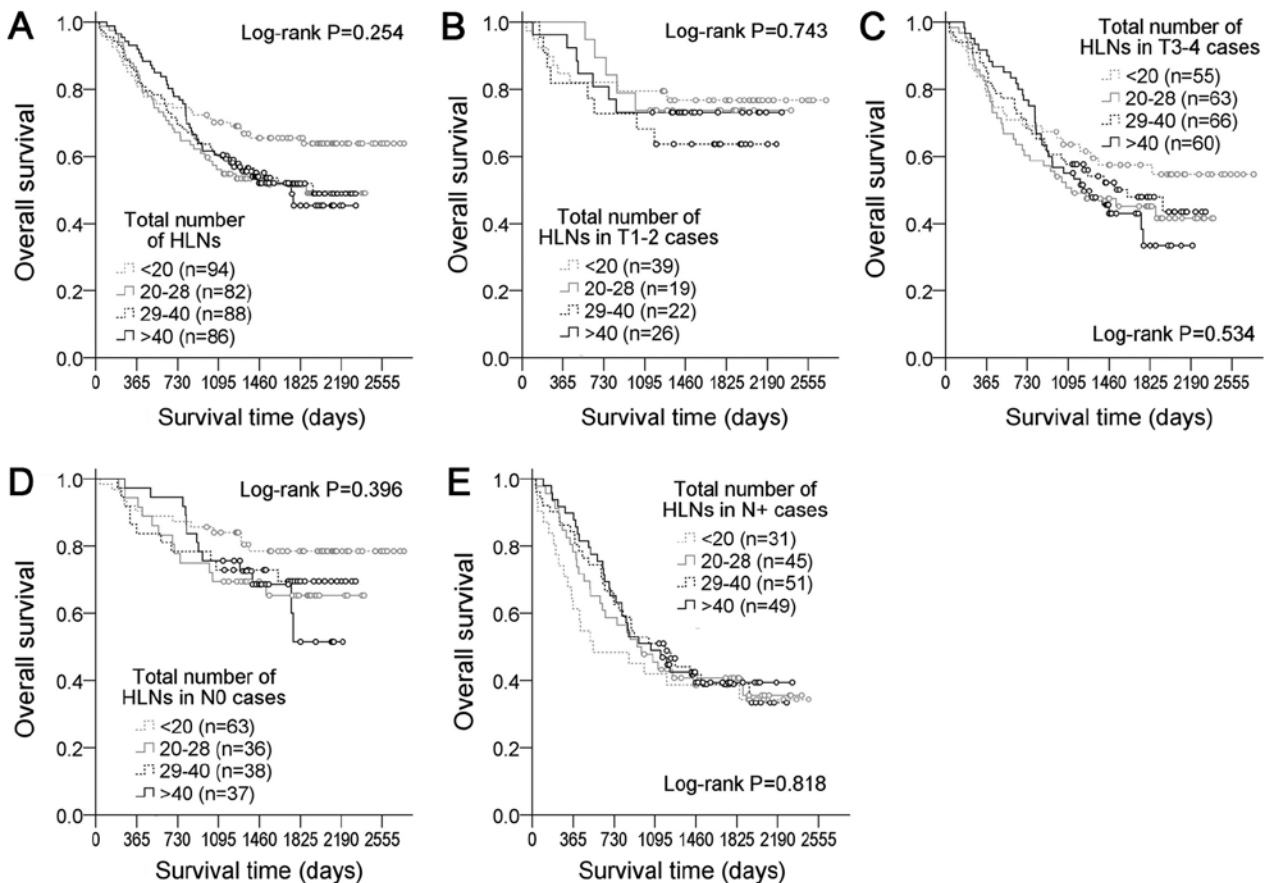 A
Log-rank P=0.254
Overall survival
1.0
0.8
0.6
0.4
0.2
0.0
Total number
of HLNs
<20 (n=94)
20-28 (n=82)
29-40 (n=88)
>40 (n=86)
0 365 730 1095 1460 1825 2190 2555
Survival time (days)
B
Log-rank P=0.743
Overall survival
1.0
0.8
0.6
0.4
0.2
0.0
Total number of
HLNs in T1-2 cases
<20 (n=39)
20-28 (n=19)
29-40 (n=22)
>40 (n=26)
0 365 730 1095 1460 1825 2190 2555
Survival time (days)
C
Total number of
HLNs in T3-4 cases
<20 (n=55)
20-28 (n=63)
29-40 (n=66)
>40 (n=60)
Overall survival
1.0
0.8
0.6
0.4
0.2
0.0
Log-rank P=0.534
0 365 730 1095 1460 1825 2190 2555
Survival time (days)
D
Log-rank P=0.396
Overall survival
1.0
0.8
0.6
0.4
0.2
0.0
Total number of
HLNs in N0 cases
<20 (n=63)
20-28 (n=36)
29-40 (n=38)
>40 (n=37)
0 365 730 1095 1460 1825 2190 2555
Survival time (days)
E
Total number of
HLNs in N+ cases
<20 (n=31)
20-28 (n=45)
29-40 (n=51)
>40 (n=49)
Overall survival
1.0
0.8
0.6
0.4
0.2
0.0
Log-rank P=0.818
0 365 730 1095 1460 1825 2190 2555
Survival time (days)